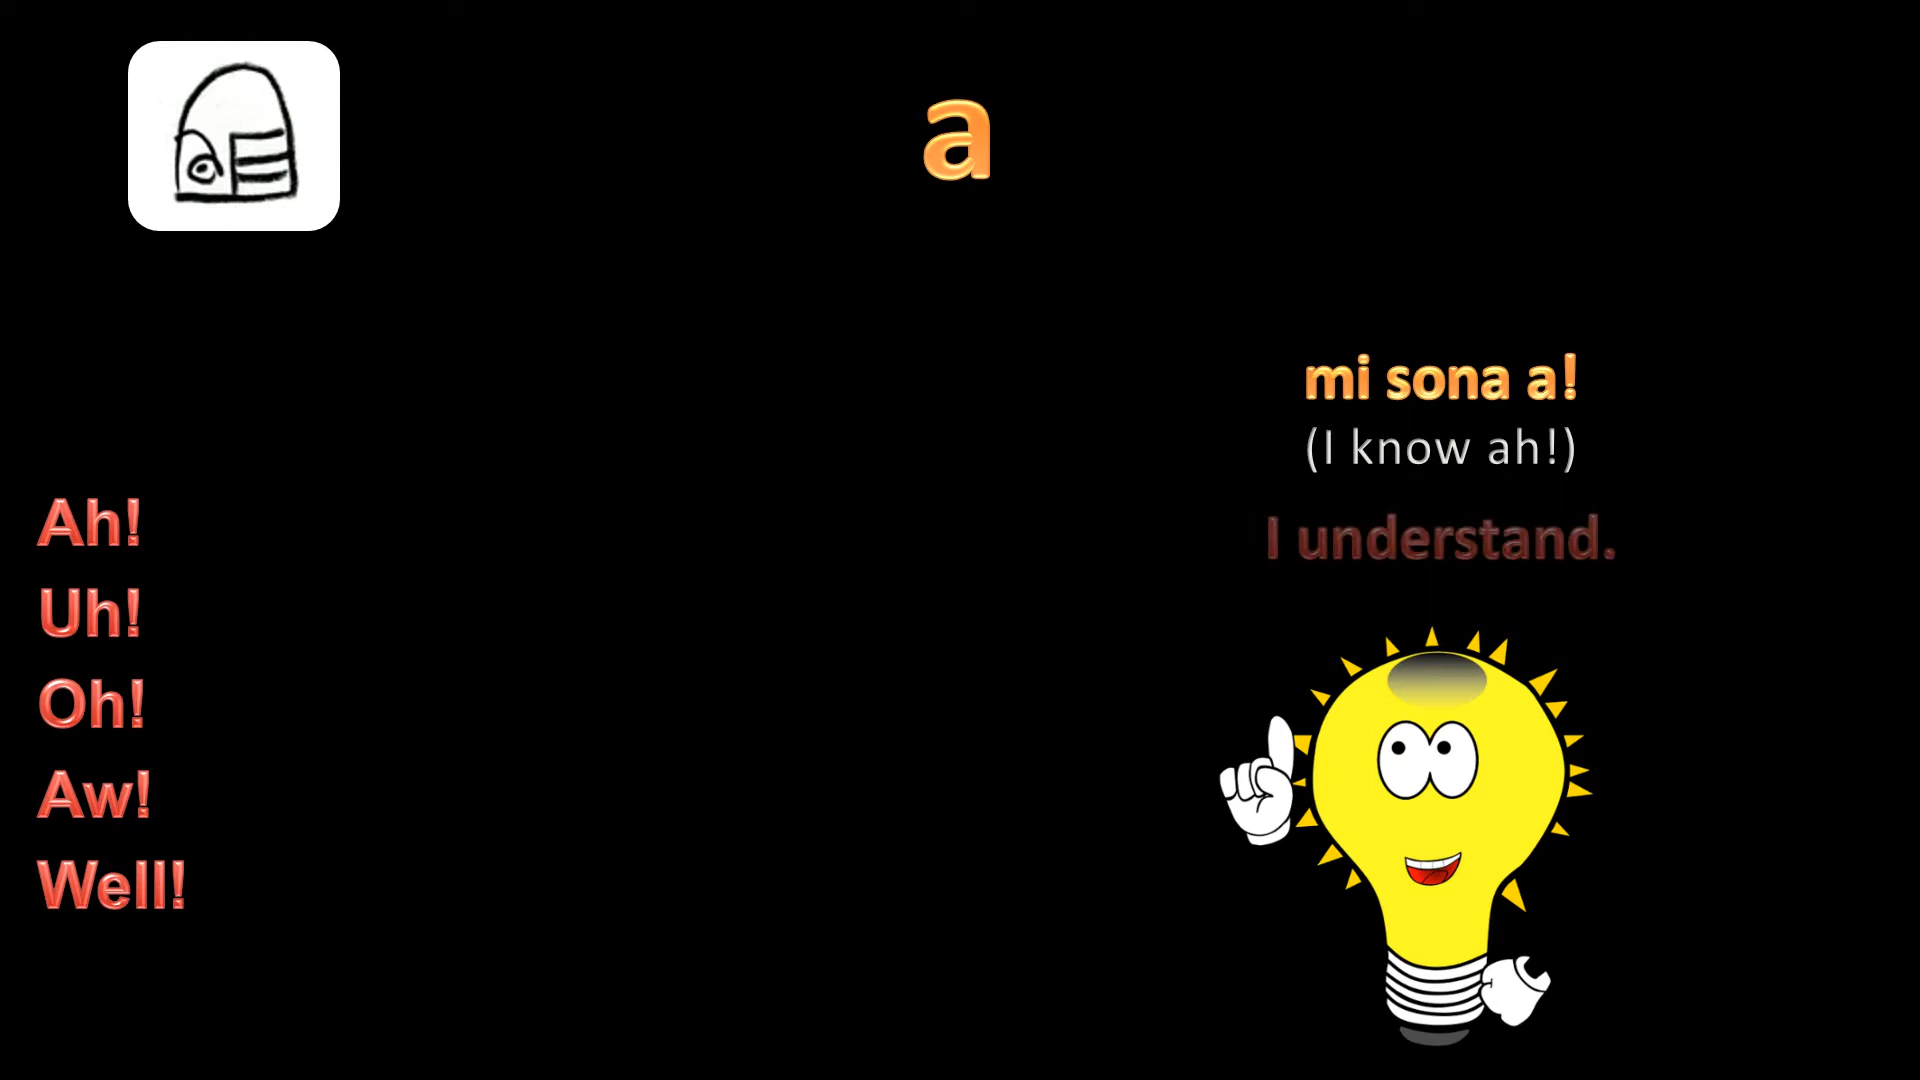 a
mi sona a!
(I know ah!)
I understand.
Ah!
Uh!
Oh!
Aw!
Well!